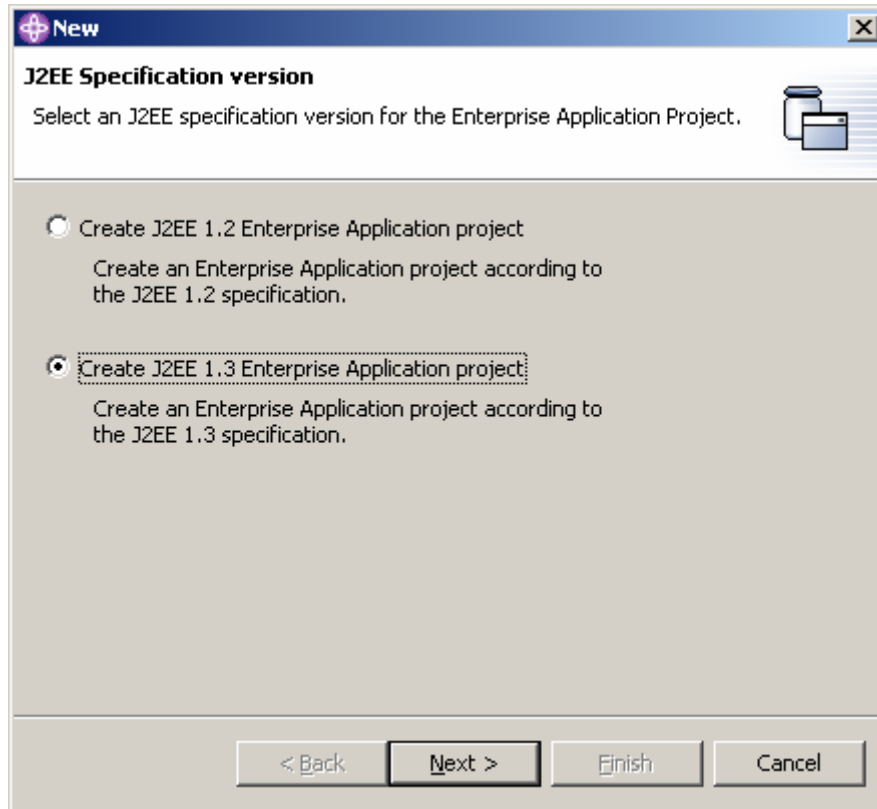 New
J2EE Specification version
Select an J2EE specification version for the Enterprise Application Project.
Create J2EE 1.2 Enterprise Application project
Create an Enterprise Application project according to
the J2EE 1.2 specification.
Create J2EE 1.3 Enterprise Application project
Create an Enterprise Application project according to
the J2EE 1.3 specification.
< Back Next > Finish Cancel